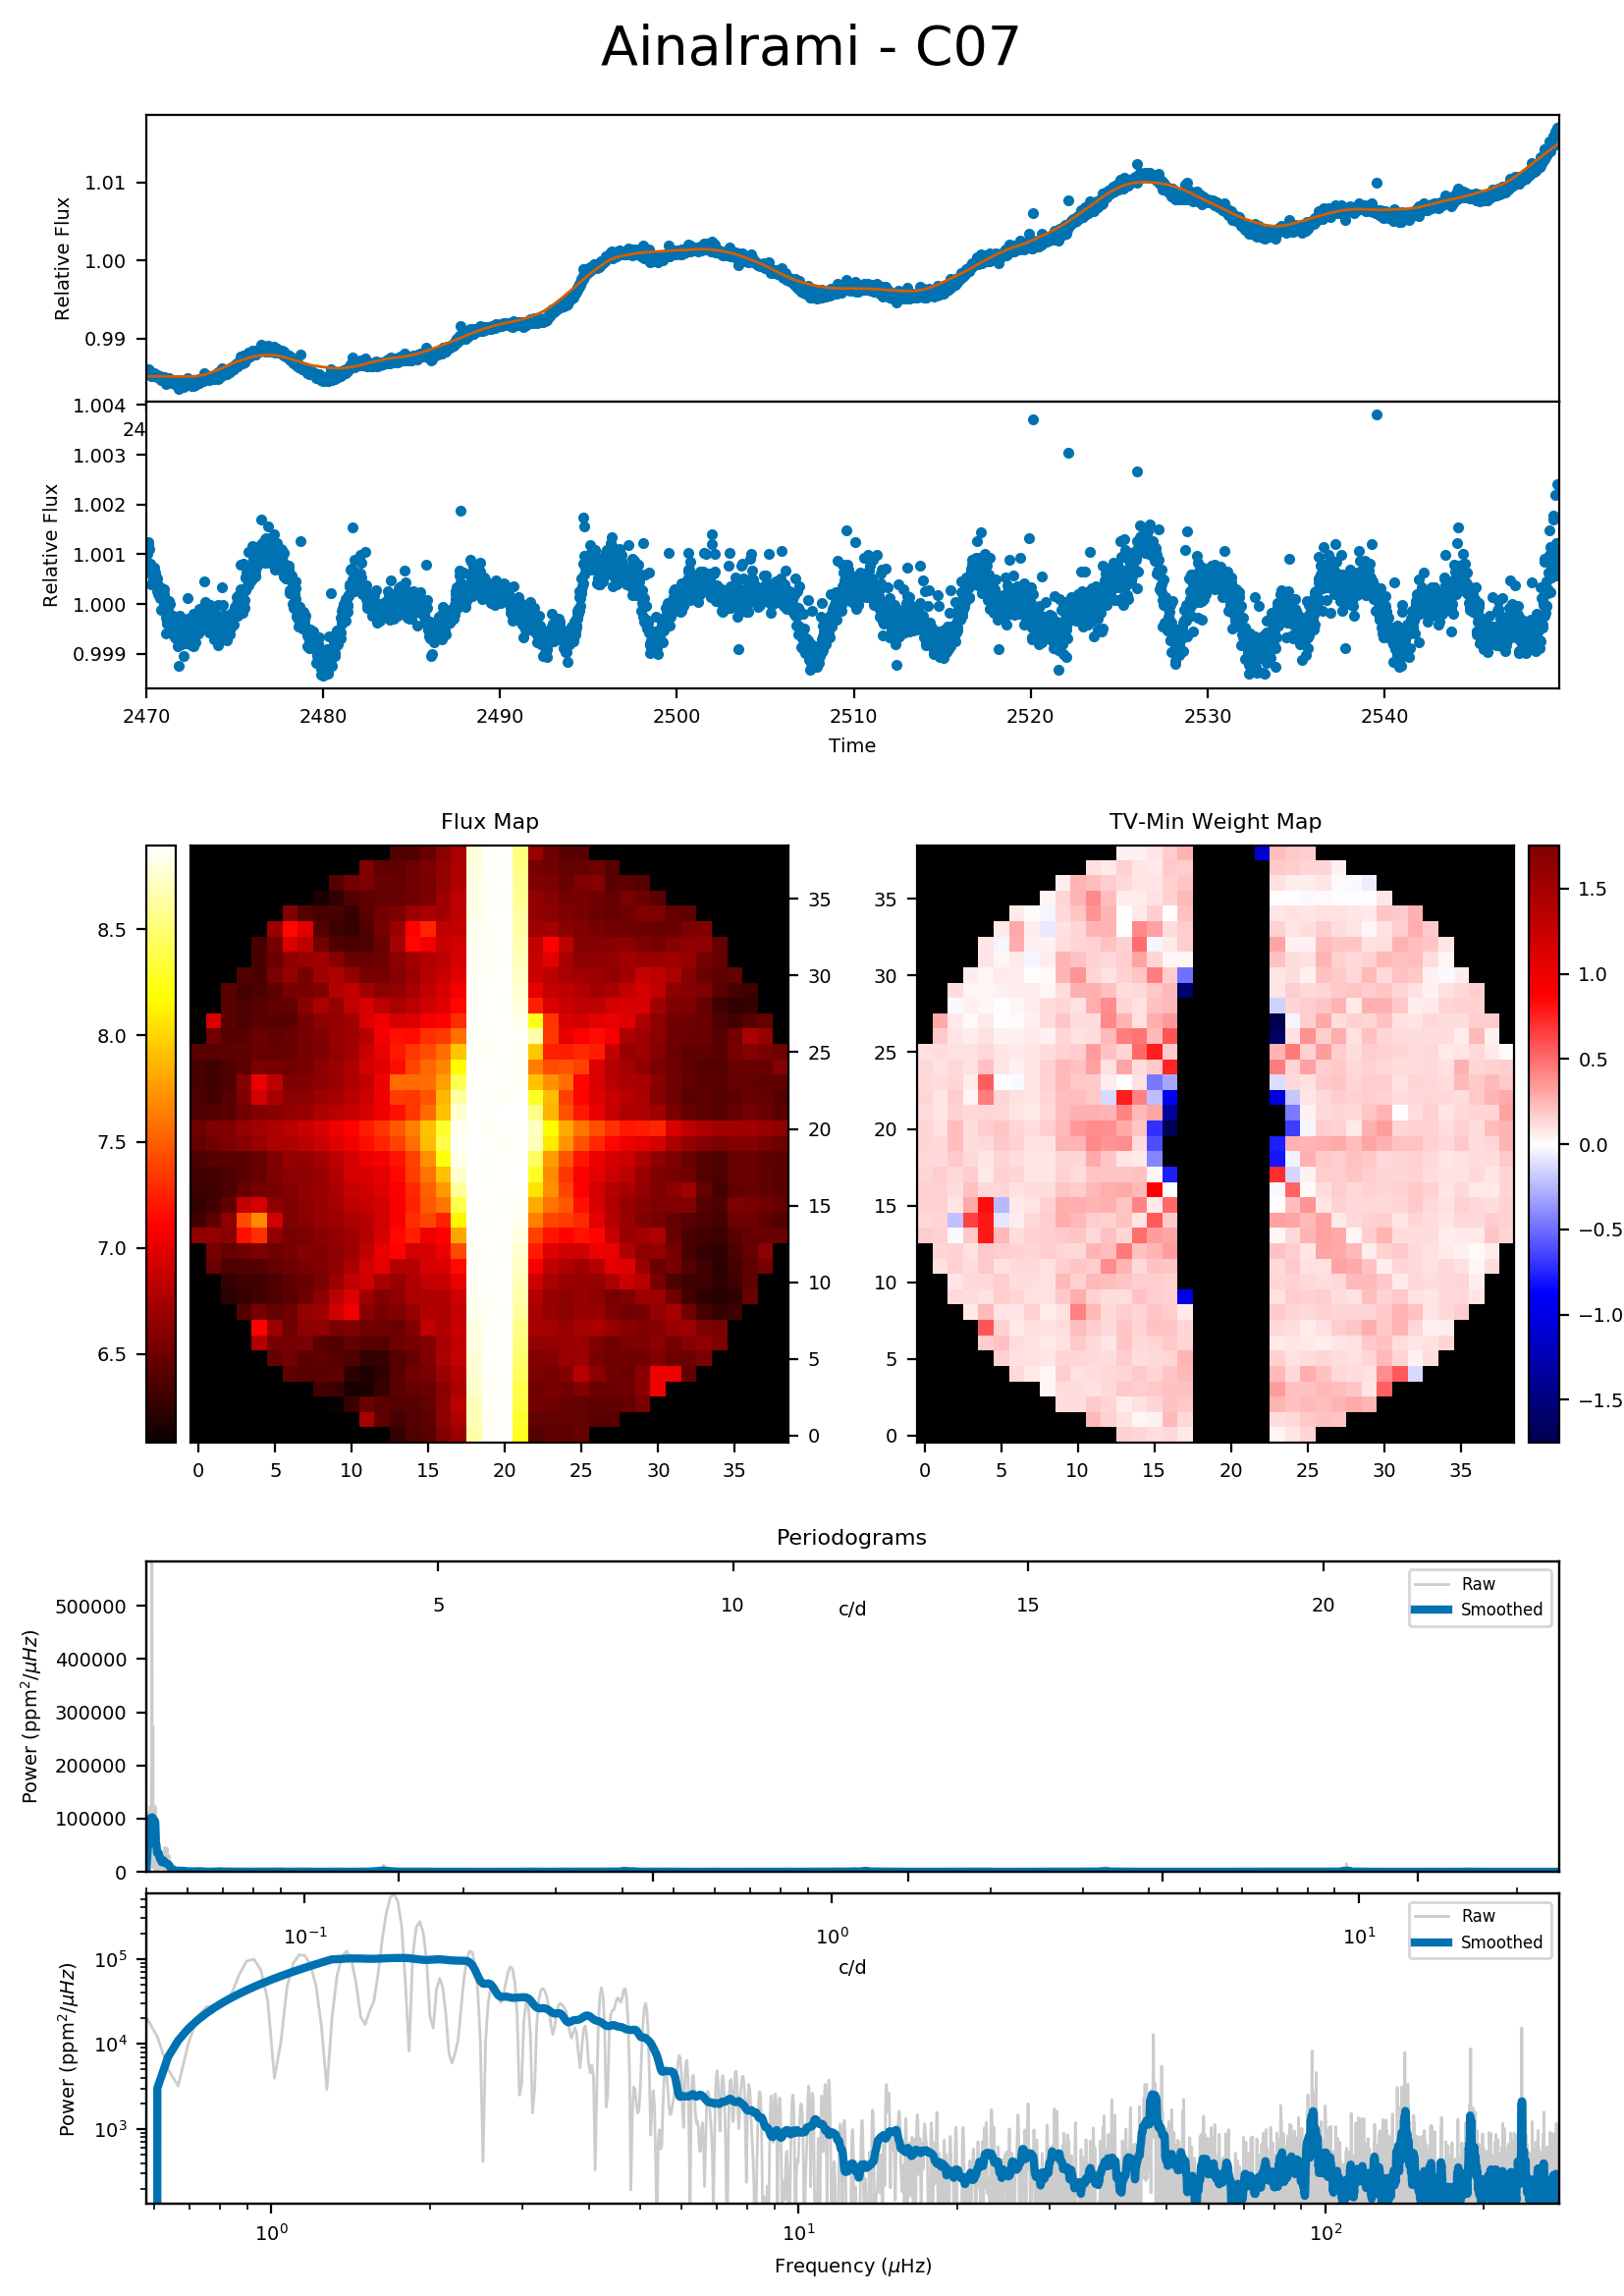 Ainalrami - C07
Relative Flux
1.01
1.00
0.99
24
Relative Flux
1.004
1.003
1.002
1.001
1.000
0.999
2470 2480 2490 2500 2510 2520 2530 2540
Time
Flux Map
8.5
8.0
7.5
7.0
6.5
35
30
25
20
15
10
5
0
0 5 10 15 20 25 30 35
TV-Min Weight Map
35
30
25
20
15
10
5
0
0 5 10 15 20 25 30 35
1.5
1.0
0.5
0.0
−0.5
−1.0
−1.5
Periodograms
Power (ppm²/μHz)
500000
400000
300000
200000
100000
0
5 10 15 20
c/d
Raw
Smoothed
Power (ppm²/μHz)
10⁵
10⁴
10³
10⁻¹ 10⁰ 10¹
c/d
Raw
Smoothed
10⁰ 10¹ 10²
Frequency (μHz)